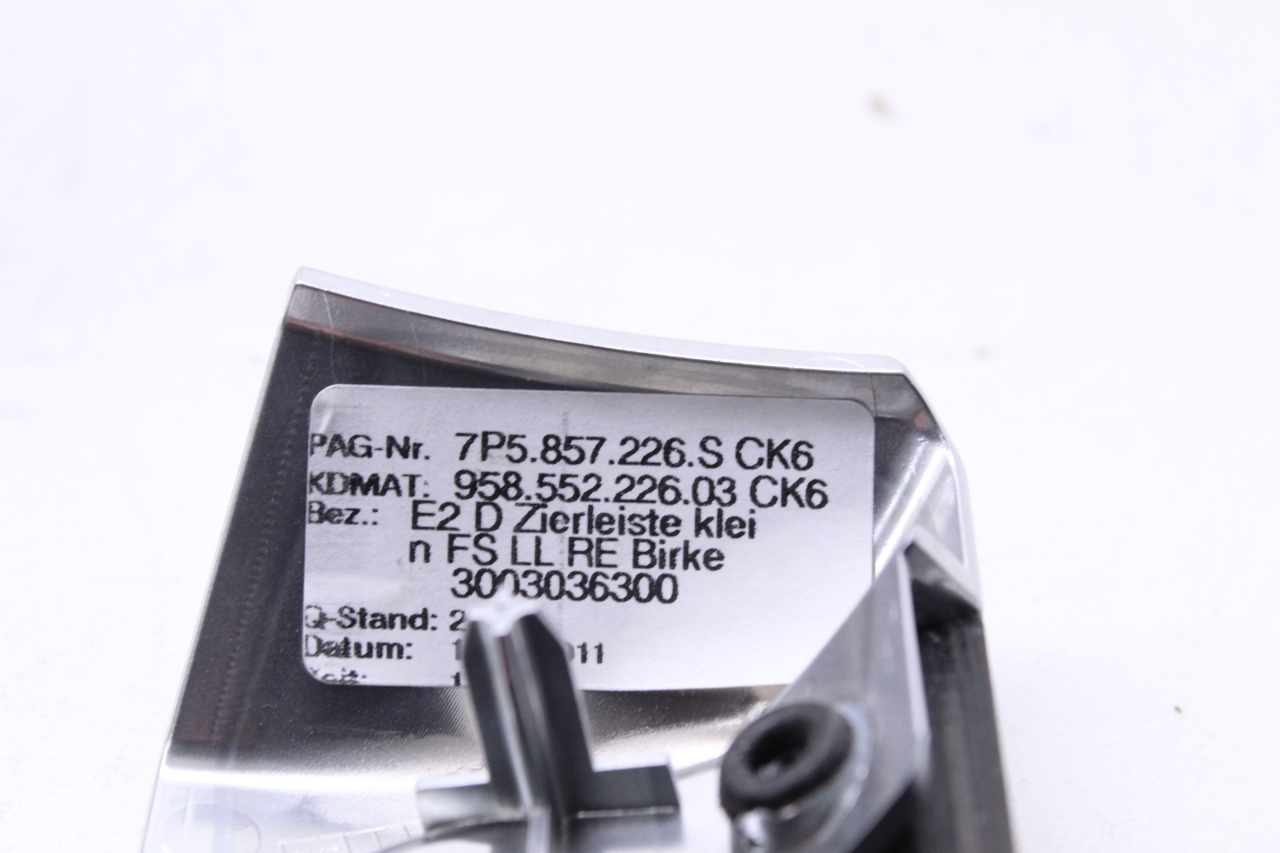 PAG-Nr. 7P5.857.226.S CK6
KDMAT: 958.552.226.03 CK6
Bez.: E2 D Zierleiste klei
n FS LL RE Birke
3003036300
Q-Stand:
Datum: